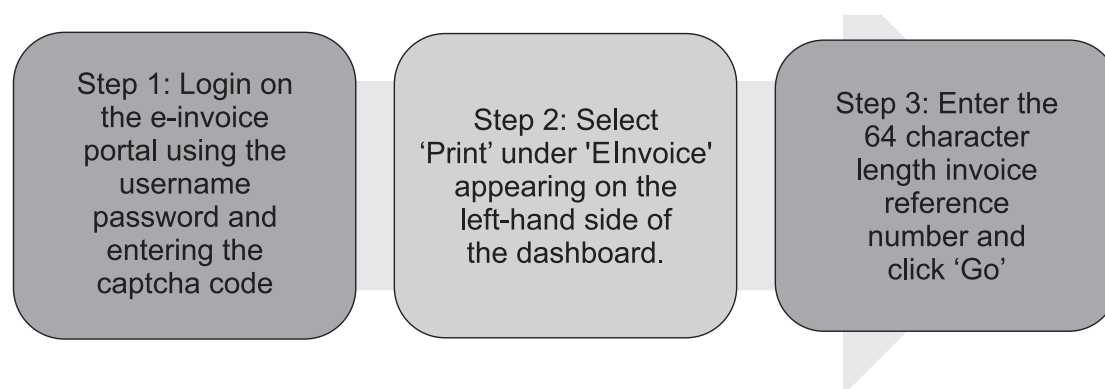 Step 1: Login on
the e-invoice
portal using the
username
password and
entering the
captcha code
Step 2: Select
‘Print’ under 'EInvoice'
appearing on the
left-hand side of
the dashboard.
Step 3: Enter the
64 character
length invoice
reference
number and
click ‘Go’